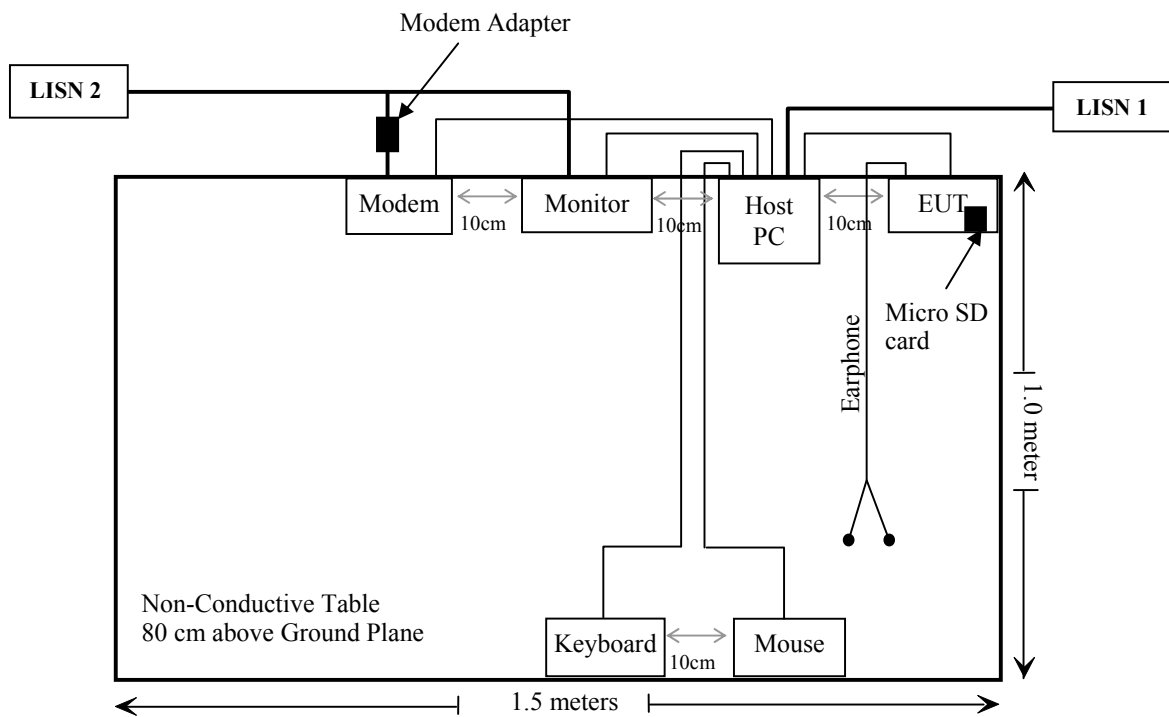 Modem Adapter
LISN 2
LISN 1
Modem
10cm
Monitor
10cm
Host
PC
10cm
EUT
Micro SD
card
Earphone
1.0 meter
Non-Conductive Table
80 cm above Ground Plane
Keyboard
10cm
Mouse
1.5 meters